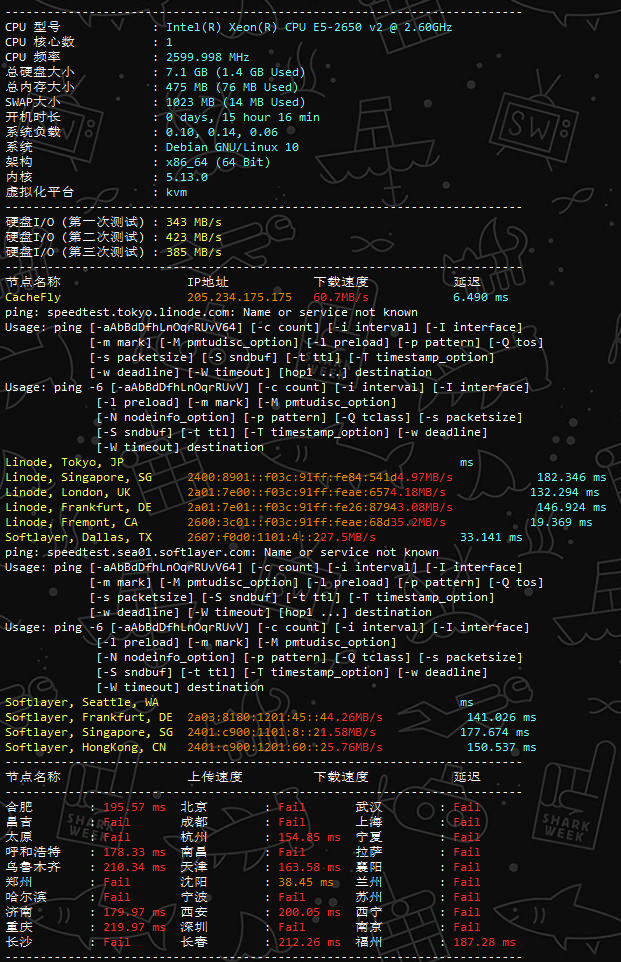 CPU 型号 : Intel(R) Xeon(R) CPU E5-2650 v2 @ 2.60GHz
CPU 核心数 : 1
CPU 频率 : 2599.998 MHz
总硬盘大小 : 7.1 GB (1.4 GB Used)
总内存大小 : 475 MB (76 MB Used)
SWAP大小 : 1023 MB (14 MB Used)
开机时长 : 0 days, 15 hour 16 min
系统负载 : 0.10, 0.14, 0.06
系统 : Debian GNU/Linux 10
架构 : x86_64 (64 Bit)
内核 : 5.13.0
虚拟化平台 : kvm
硬盘I/O (第一次测试) : 343 MB/s
硬盘I/O (第二次测试) : 423 MB/s
硬盘I/O (第三次测试) : 385 MB/s
节点名称 IP地址 下载速度 延迟
CacheFly 205.234.175.175 60.7MB/s 6.490 ms
ping: speedtest.tokyo.linode.com: Name or service not known
Usage: ping [-aAbBdDfhLnOqrRUvV64] [-c count] [-i interval] [-I interface]
[-m mark] [-M pmtudisc_option] [-l preload] [-p pattern] [-Q tos]
[-s packetsize] [-S sndbuf] [-t ttl] [-T timestamp_option]
[-w deadline] [-W timeout] [hop1 ...] destination
Usage: ping -6 [-aAbBdDfhLnOqrRUvV] [-c count] [-i interval] [-I interface]
[-l preload] [-m mark] [-M pmtudisc_option]
[-N nodeinfo_option] [-p pattern] [-Q tclass] [-s packetsize]
[-S sndbuf] [-t ttl] [-T timestamp_option] [-w deadline]
[-W timeout] destination
Linode, Tokyo, JP ms
Linode, Singapore, SG 2400:8901::f03c:91ff:fe84:541d4.97MB/s 182.346 ms
Linode, London, UK 2a01:7e00::f03c:91ff:feae:6574.18MB/s 132.294 ms
Linode, Frankfurt, DE 2a01:7e01::f03c:91ff:fe26:87943.08MB/s 146.924 ms
Linode, Fremont, CA 2600:3c01::f03c:91ff:feae:68d35.2MB/s 19.369 ms
Softlayer, Dallas, TX 2607:f0d0:1101:4::227.5MB/s 33.141 ms
ping: speedtest.sea01.softlayer.com: Name or service not known
Usage: ping [-aAbBdDfhLnOqrRUvV64] [-c count] [-i interval] [-I interface]
[-m mark] [-M pmtudisc_option] [-l preload] [-p pattern] [-Q tos]
[-s packetsize] [-S sndbuf] [-t ttl] [-T timestamp_option]
[-w deadline] [-W timeout] [hop1 ...] destination
Usage: ping -6 [-aAbBdDfhLnOqrRUvV] [-c count] [-i interval] [-I interface]
[-l preload] [-m mark] [-M pmtudisc_option]
[-N nodeinfo_option] [-p pattern] [-Q tclass] [-s packetsize]
[-S sndbuf] [-t ttl] [-T timestamp_option] [-w deadline]
[-W timeout] destination
Softlayer, Seattle, WA ms
Softlayer, Frankfurt, DE 2a03:8180:1201:45::44.26MB/s 141.026 ms
Softlayer, Singapore, SG 2401:c900:1101:8::21.58MB/s 177.674 ms
Softlayer, HongKong, CN 2401:c900:1201:60::25.76MB/s 150.537 ms
节点名称 上传速度 下载速度 延迟
合肥 : 195.57 ms 北京 : Fail 武汉 : Fail
昌吉 : Fail 成都 : Fail 上海 : Fail
太原 : Fail 杭州 : 154.85 ms 宁夏 : Fail
呼和浩特 : 178.33 ms 南昌 : Fail 拉萨 : Fail
乌鲁木齐 : 210.34 ms 天津 : 163.58 ms 襄阳 : Fail
郑州 : Fail 沈阳 : 38.45 ms 兰州 : Fail
哈尔滨 : Fail 宁波 : Fail 苏州 : Fail
济南 : 179.97 ms 西安 : 200.05 ms 西宁 : Fail
重庆 : 219.97 ms 深圳 : Fail 南京 : Fail
长沙 : Fail 长春 : 212.26 ms 福州 : 187.28 ms
SW
SHARK WEEK
SHARK WEEK